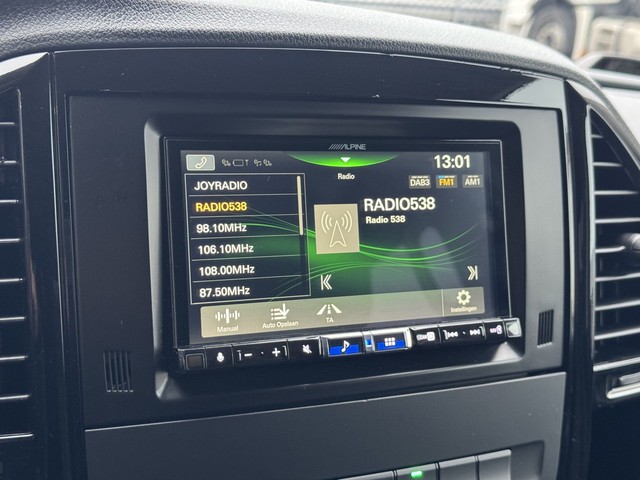 ALPINE
13:01
Radio
DAB3 FM1 AM1
JOYRADIO
RADIO538
98.10MHz
106.10MHz
108.00MHz
87.50MHz
RADIO538
Radio 538
Manual
Auto Opslaan
TA
Instellingen